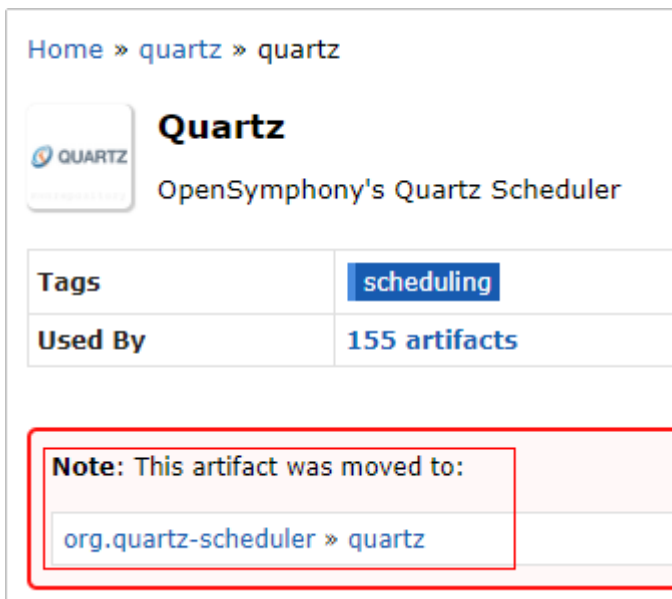 Home » quartz » quartz
QUARTZ
Quartz
OpenSymphony's Quartz Scheduler
Tags
scheduling
Used By
155 artifacts
Note: This artifact was moved to:
org.quartz-scheduler » quartz